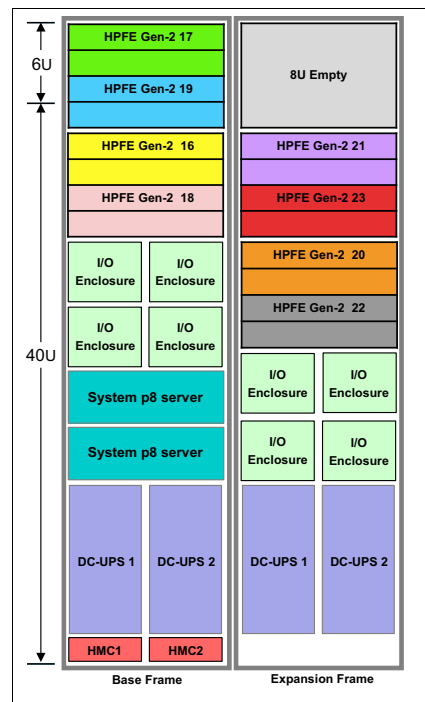 6U
40U
HPFE Gen-2 17
HPFE Gen-2 19
HPFE Gen-2 16
HPFE Gen-2 18
I/O
Enclosure
I/O
Enclosure
I/O
Enclosure
I/O
Enclosure
System p8 server
System p8 server
DC-UPS 1
DC-UPS 2
HMC1
HMC2
Base Frame
8U Empty
HPFE Gen-2 21
HPFE Gen-2 23
HPFE Gen-2 20
HPFE Gen-2 22
I/O
Enclosure
I/O
Enclosure
I/O
Enclosure
I/O
Enclosure
DC-UPS 1
DC-UPS 2
Expansion Frame